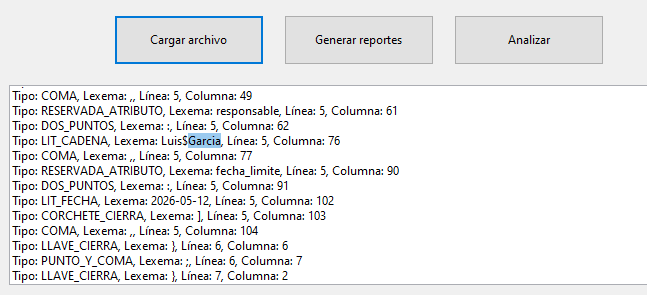 Cargar archivo
Generar reportes
Analizar
Tipo: COMA, Lexema: ,, Línea: 5, Columna: 49
Tipo: RESERVADA_ATRIBUTO, Lexema: responsable, Línea: 5, Columna: 61
Tipo: DOS_PUNTOS, Lexema: :, Línea: 5, Columna: 62
Tipo: LIT_CADENA, Lexema: Luis$García, Línea: 5, Columna: 76
Tipo: COMA, Lexema: ,, Línea: 5, Columna: 77
Tipo: RESERVADA_ATRIBUTO, Lexema: fecha_limite, Línea: 5, Columna: 90
Tipo: DOS_PUNTOS, Lexema: :, Línea: 5, Columna: 91
Tipo: LIT_FECHA, Lexema: 2026-05-12, Línea: 5, Columna: 102
Tipo: CORCHETE_CIERRA, Lexema: ], Línea: 5, Columna: 103
Tipo: COMA, Lexema: ,, Línea: 5, Columna: 104
Tipo: LLAVE_CIERRA, Lexema: }, Línea: 6, Columna: 6
Tipo: PUNTO_Y_COMA, Lexema: ;, Línea: 6, Columna: 7
Tipo: LLAVE_CIERRA, Lexema: }, Línea: 7, Columna: 2